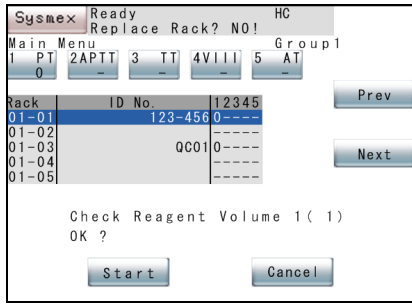 Sysmex Ready HC
Replace Rack? NO!
Main Menu Group1
1 PT 2APTT 3 TT 4VIII 5 AT
0 - - - -
Prev
Rack ID No. 12345
01-01 123-456 0----
01-02 -----
01-03 QC01 0----
Next
01-04 -----
01-05 -----
Check Reagent Volume 1( 1)
OK ?
Start Cancel